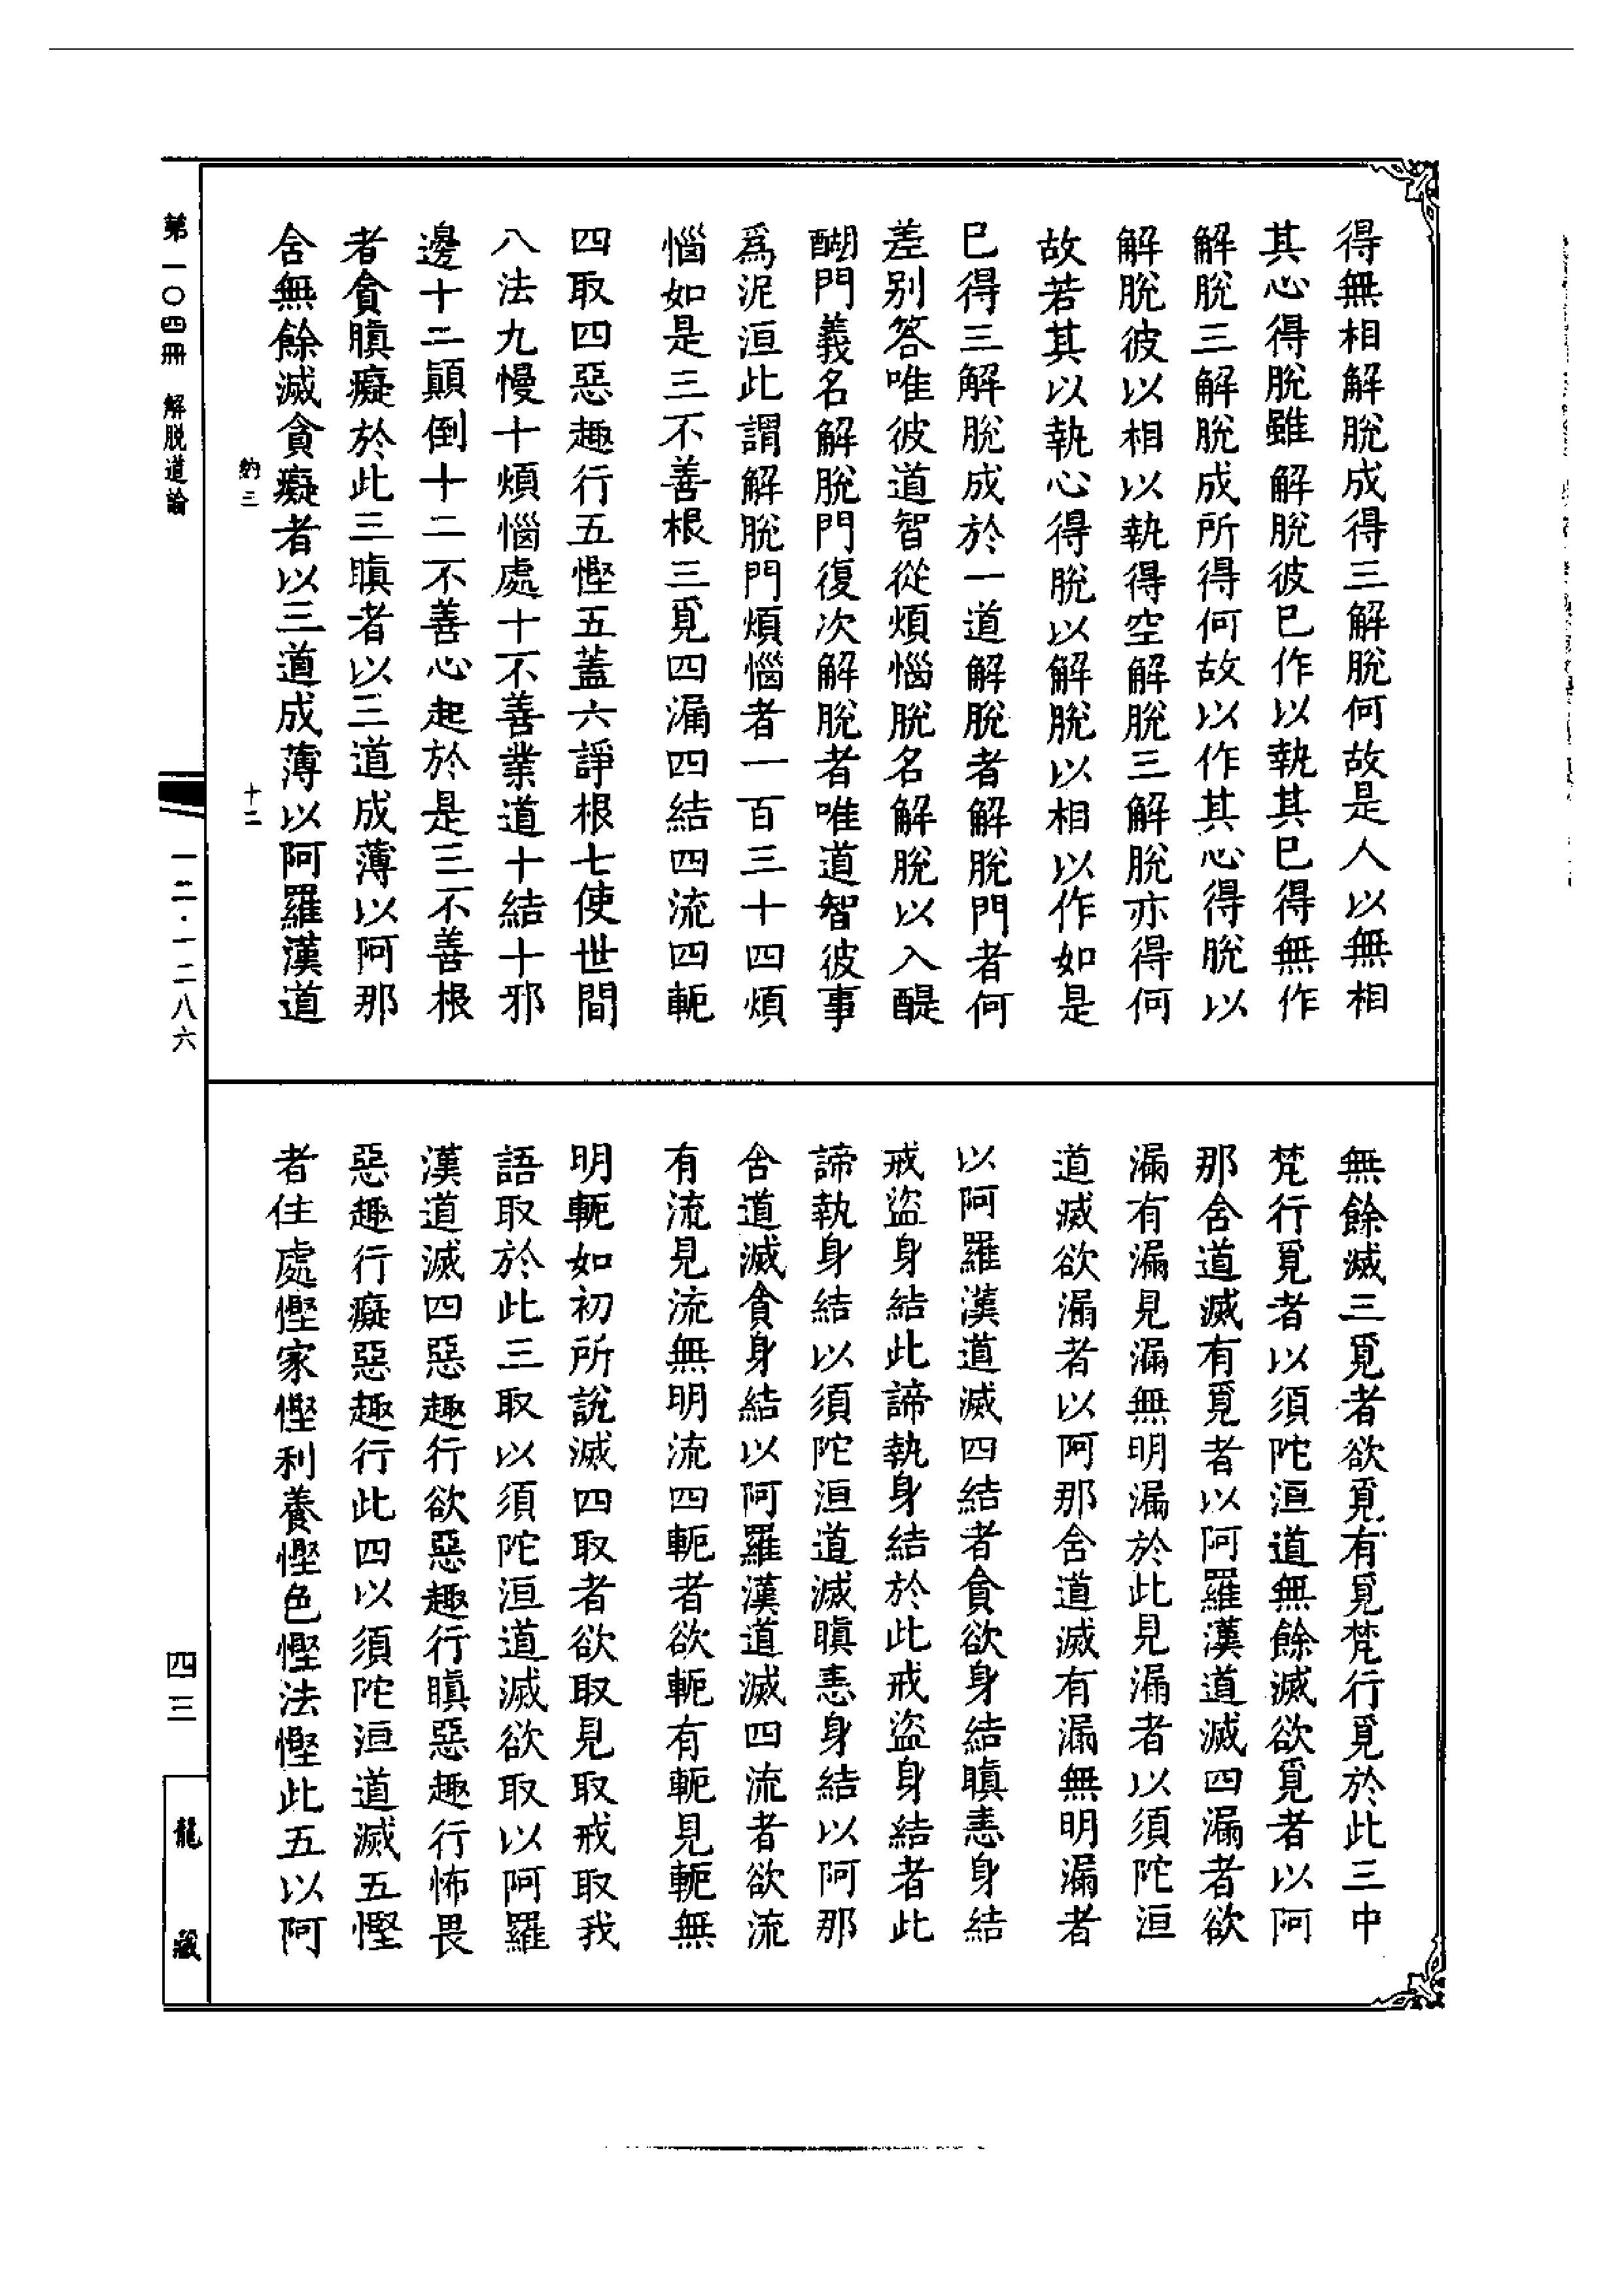 得無相解脫成得三解脫何故是人以無相
其心得脫雖解脫彼已作以執其已得無作
解脫三解脫成所得何故以作其心得脫以
解脫彼以相以執得空解脫三解脫亦得何
故若其以執心得脫以解脫以相以作如是
已得三解脫成於一道解脫者解脫門者何
差別答唯彼道智從煩惱脫名解脫以入醍
醐門義名解脫門復次解脫者唯道智彼事
爲泥洹此謂解脫門煩惱者一百三十四煩
惱如是三不善根三覓四漏四結四流四軛
四取四惡趣行五慳五蓋六諍根七使世間
八法九慢十煩惱處十不善業道十結十邪
邊十二顛倒十二不善心起於是三不善根
者貪瞋癡於此三瞋者以三道成薄以阿那
舍無餘滅貪癡者以三道成薄以阿羅漢道
無餘滅三覓者欲覓有覓梵行覓於此三中
梵行覓者以須陀洹道無餘滅欲覓者以阿
那含道滅有覓者以阿羅漢道滅四漏者欲
漏有漏見漏無明漏於此見漏者以須陀洹
道滅欲漏者以阿那含道滅有漏無明漏者
以阿羅漢道滅四結者貪欲身結瞋恚身結
戒盜身結此諦執身結於此戒盜身結者此
諦執身結以須陀洹道滅瞋恚身結以阿那
含道滅貪身結以阿羅漢道滅四流者欲流
有流見流無明流四軛者欲軛有軛見軛無
明軛如初所說滅四取者欲取見取戒取我
語取於此三取以須陀洹道滅欲取以阿羅
漢道滅四惡趣行欲惡趣行瞋惡趣行怖畏
惡趣行癡惡趣行此四以須陀洹道滅五慳
者住處慳家慳利養慳色慳法慳此五以阿
第一〇四冊 解脫道論
約三 十二
一二·一二八六
四三
龍藏